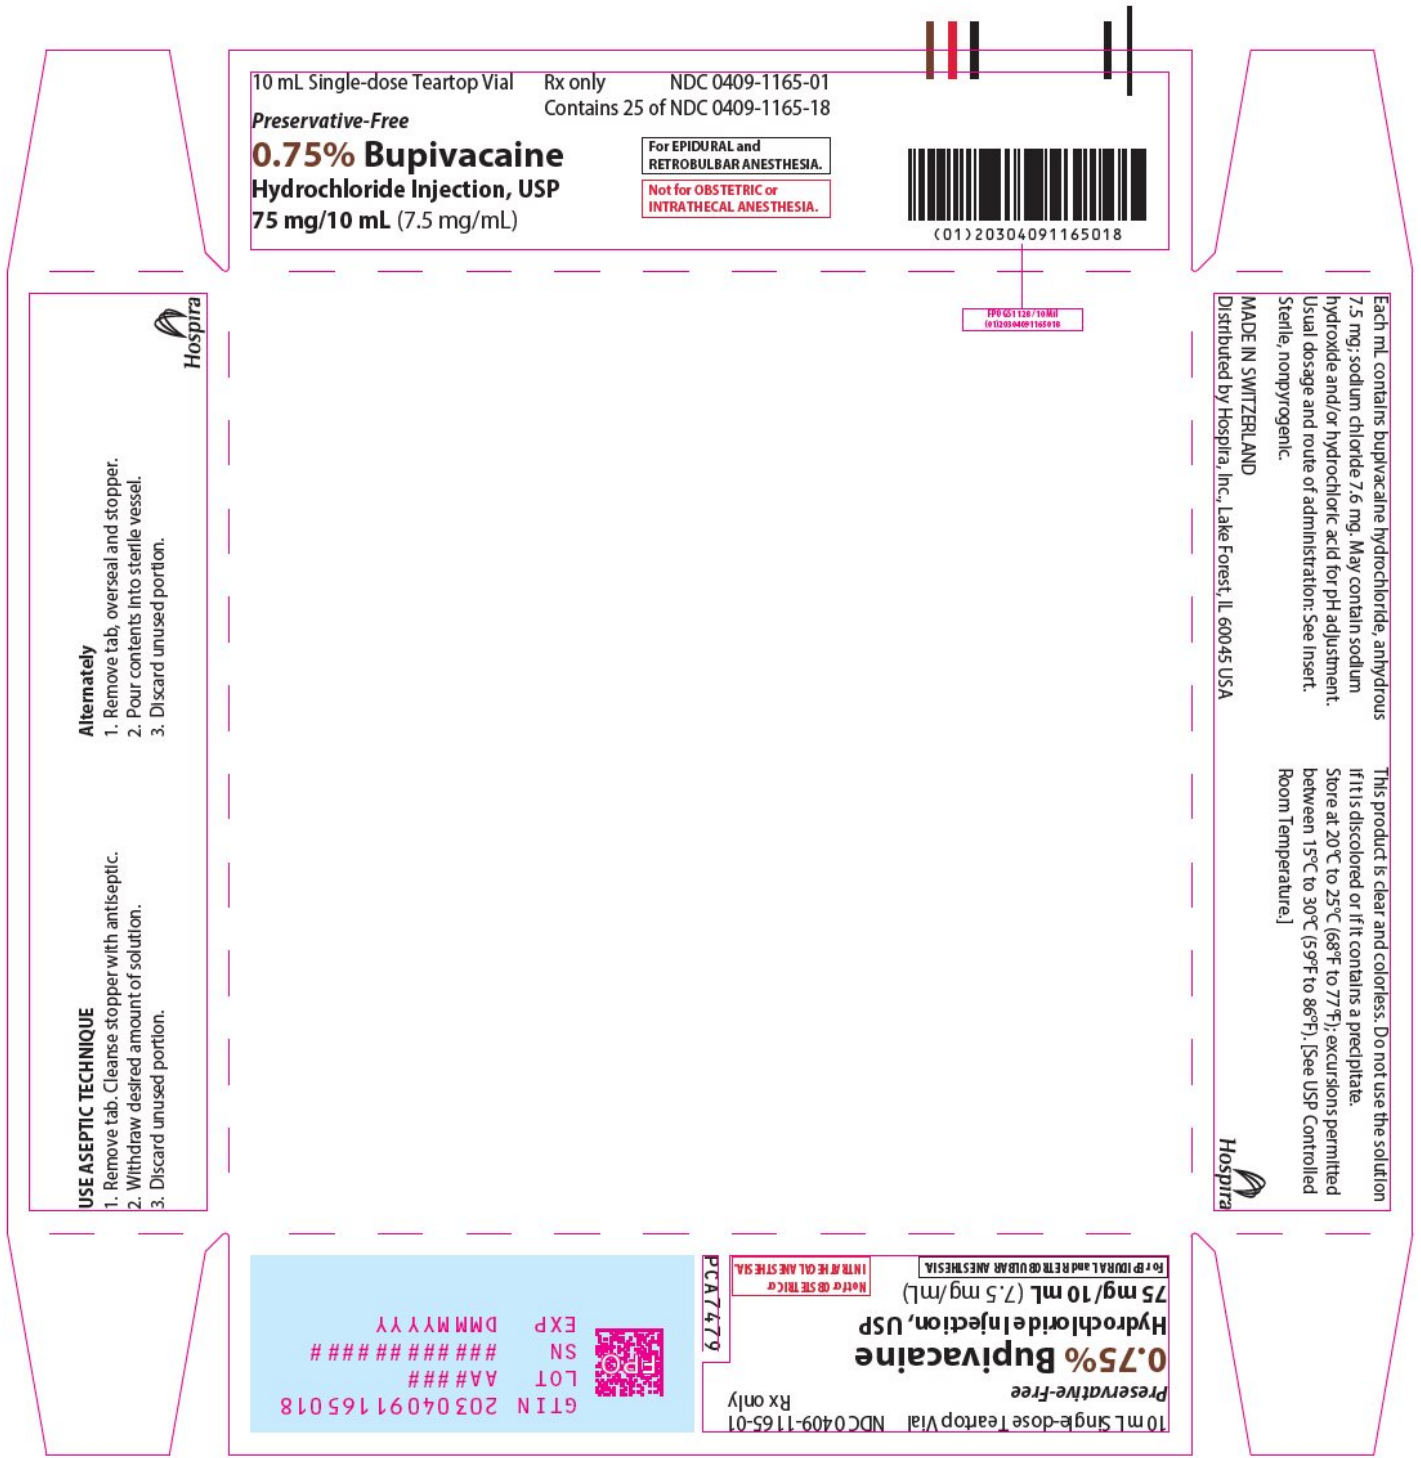 10 mL Single-dose Teartop Vial Rx only NDC 0409-1165-01
Contains 25 of NDC 0409-1165-18
Preservative-Free
0.75% Bupivacaine
Hydrochloride Injection, USP
75 mg/10 mL (7.5 mg/mL)
For EPIDURAL and
RETROBULBAR ANESTHESIA.
Not for OBSTETRIC or
INTRATHECAL ANESTHESIA.
(01)20304091165018
FPO GS1 128 / 10 Mil
(01)20304091165018
Hospira
USE ASEPTIC TECHNIQUE
1. Remove tab. Cleanse stopper with antiseptic.
2. Withdraw desired amount of solution.
3. Discard unused portion.
Alternately
1. Remove tab, overseal and stopper.
2. Pour contents into sterile vessel.
3. Discard unused portion.
Each mL contains bupivacaine hydrochloride, anhydrous
7.5 mg; sodium chloride 7.6 mg. May contain sodium
hydroxide and/or hydrochloric acid for pH adjustment.
Usual dosage and route of administration: See insert.
Sterile, nonpyrogenic.
MADE IN SWITZERLAND
Distributed by Hospira, Inc., Lake Forest, IL 60045 USA
This product is clear and colorless. Do not use the solution
if it is discolored or if it contains a precipitate.
Store at 20°C to 25°C (68°F to 77°F); excursions permitted
between 15°C to 30°C (59°F to 86°F). [See USP Controlled
Room Temperature.]
Hospira
10 mL Single-dose Teartop Vial NDC 0409-1165-01
Preservative-Free Rx only
0.75% Bupivacaine
Hydrochloride Injection, USP
75 mg/10 mL (7.5 mg/mL)
For EPIDURAL and RETROBULBAR ANESTHESIA.
Not for OBSTETRIC or
INTRATHECAL ANESTHESIA.
PCA7479
GTIN 20304091165018
LOT AA####
SN ############
EXP DMMMYYYY
FPO